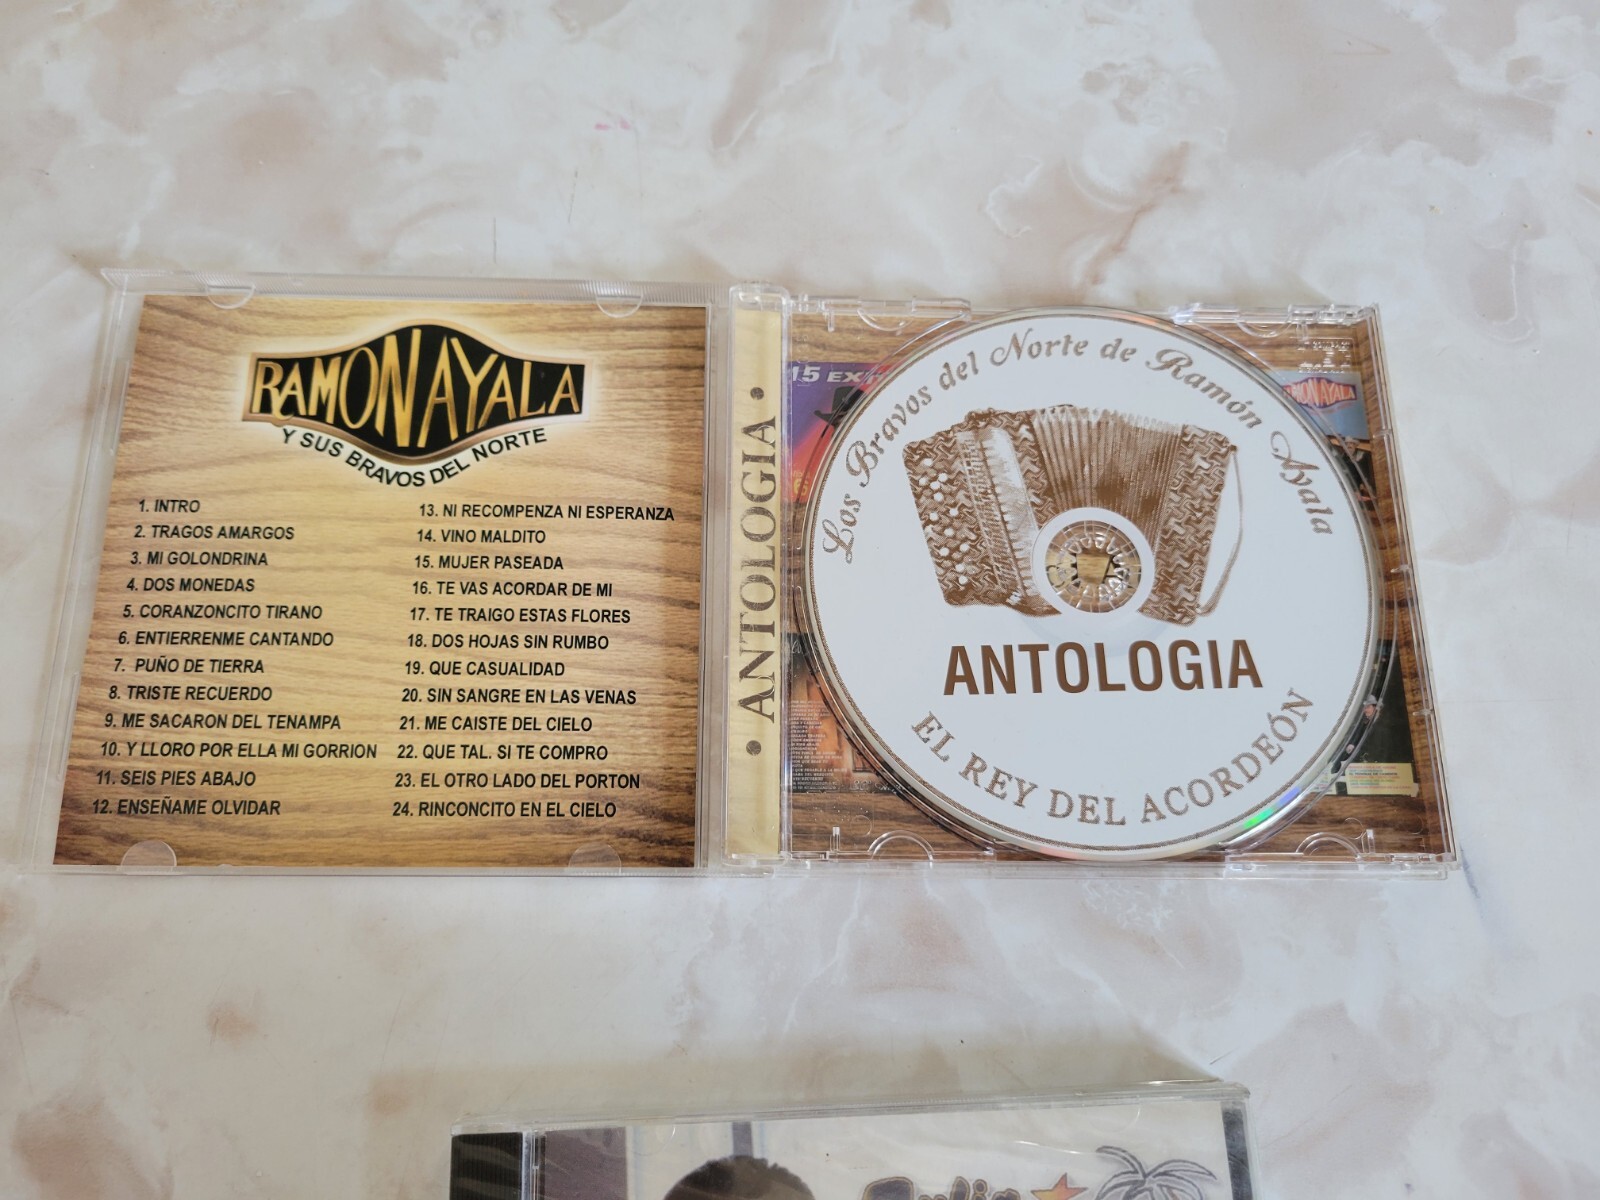 RAMON AYALA
Y SUS BRAVOS DEL NORTE
1. INTRO
2. TRAGOS AMARGOS
3. MI GOLONDRINA
4. DOS MONEDAS
5. CORANZONCITO TIRANO
6. ENTIERRENME CANTANDO
7. PUÑO DE TIERRA
8. TRISTE RECUERDO
9. ME SACARON DEL TENAMPA
10. Y LLORO POR ELLA MI GORRION
11. SEIS PIES ABAJO
12. ENSEÑAME OLVIDAR
13. NI RECOMPENZA NI ESPERANZA
14. VINO MALDITO
15. MUJER PASEADA
16. TE VAS ACORDAR DE MI
17. TE TRAIGO ESTAS FLORES
18. DOS HOJAS SIN RUMBO
19. QUE CASUALIDAD
20. SIN SANGRE EN LAS VENAS
21. ME CAISTE DEL CIELO
22. QUE TAL. SI TE COMPRO
23. EL OTRO LADO DEL PORTON
24. RINCONCITO EN EL CIELO
• ANTOLOGIA •
Los Bravos del Norte de Ramón Ayala
ANTOLOGIA
EL REY DEL ACORDEÓN
15 EX
AYALA